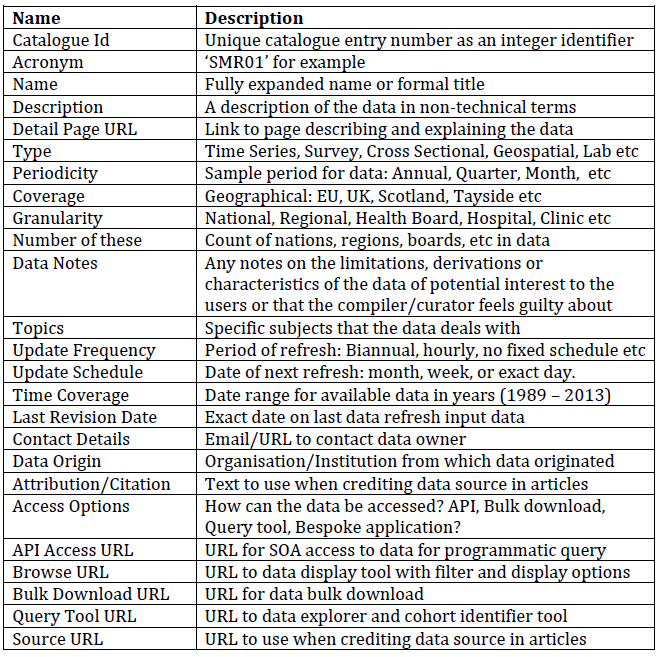 Name Description
Catalogue Id Unique catalogue entry number as an integer identifier
Acronym ‘SMR01’ for example
Name Fully expanded name or formal title
Description A description of the data in non-technical terms
Detail Page URL Link to page describing and explaining the data
Type Time Series, Survey, Cross Sectional, Geospatial, Lab etc
Periodicity Sample period for data: Annual, Quarter, Month,  etc
Coverage Geographical: EU, UK, Scotland, Tayside etc
Granularity National, Regional, Health Board, Hospital, Clinic etc
Number of these Count of nations, regions, boards, etc in data
Data Notes Any notes on the limitations, derivations or
characteristics of the data of potential interest to the
users or that the compiler/curator feels guilty about
Topics Specific subjects that the data deals with
Update Frequency Period of refresh: Biannual, hourly, no fixed schedule etc
Update Schedule Date of next refresh: month, week, or exact day.
Time Coverage Date range for available data in years (1989 – 2013)
Last Revision Date Exact date on last data refresh input data
Contact Details Email/URL to contact data owner
Data Origin Organisation/Institution from which data originated
Attribution/Citation Text to use when crediting data source in articles
Access Options How can the data be accessed? API, Bulk download,
Query tool, Bespoke application?
API Access URL URL for SOA access to data for programmatic query
Browse URL URL to data display tool with filter and display options
Bulk Download URL URL for data bulk download
Query Tool URL URL to data explorer and cohort identifier tool
Source URL URL to use when crediting data source in articles